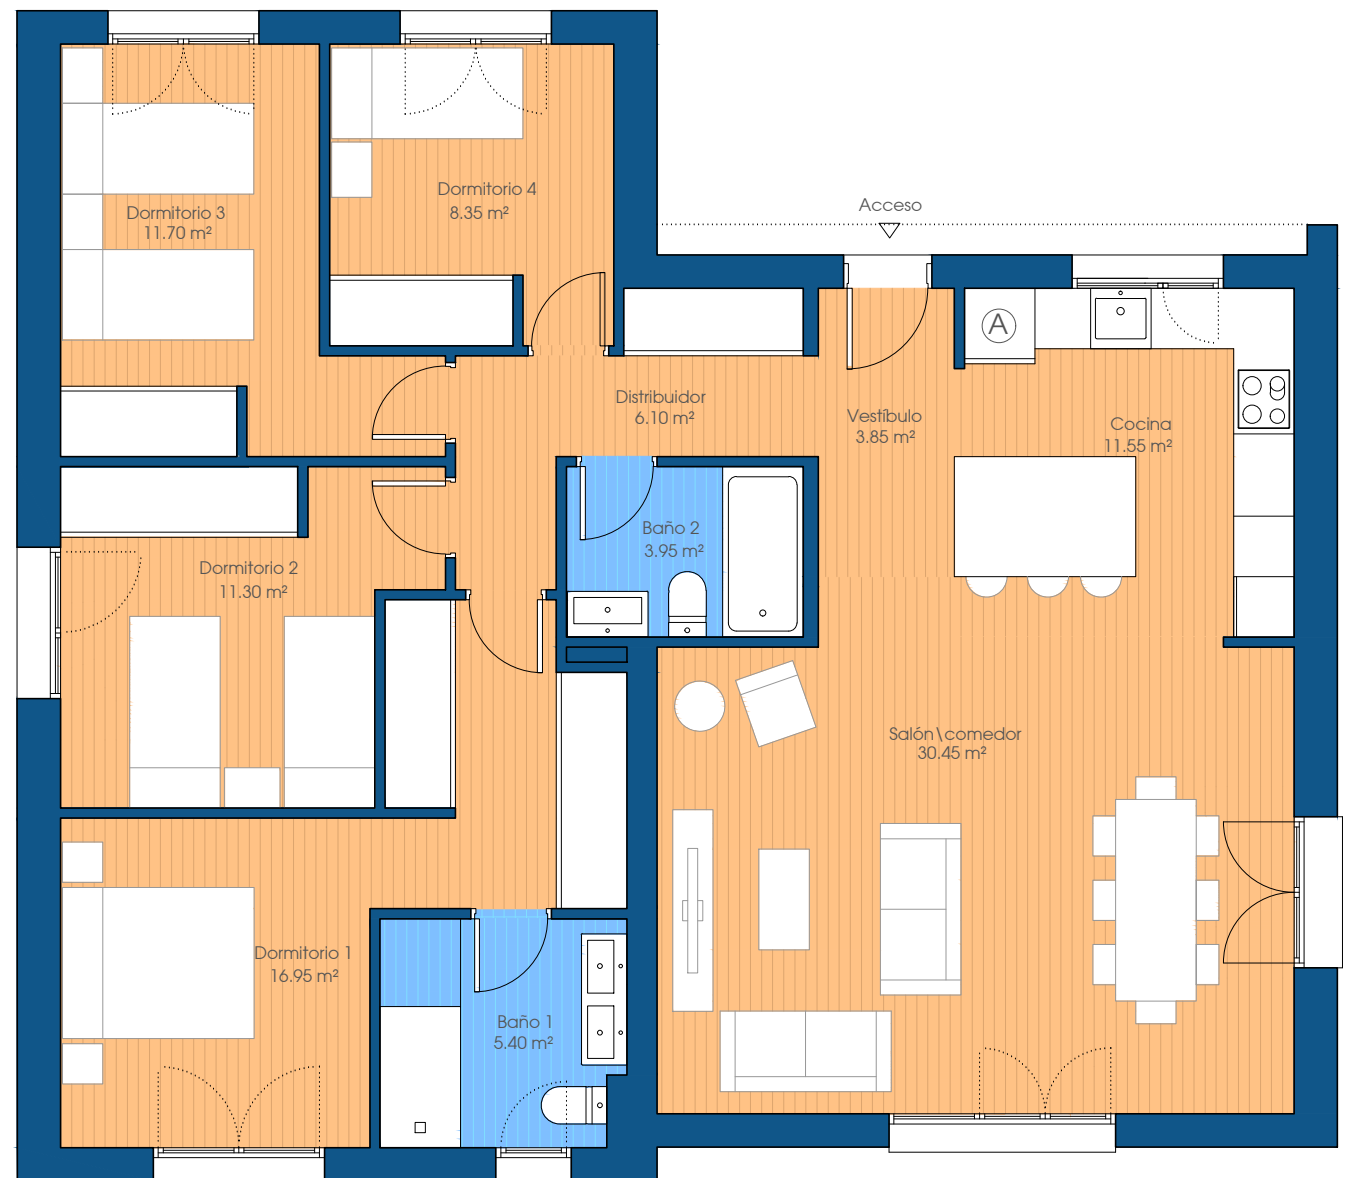 Dormitorio 4
8.35 m²
Acceso
Dormitorio 3
11.70 m²
A
Distribuidor
6.10 m²
Vestíbulo
3.85 m²
Cocina
11.55 m²
Baño 2
3.95 m²
Dormitorio 2
11.30 m²
Salón\comedor
30.45 m²
Dormitorio 1
16.95 m²
Baño 1
5.40 m²